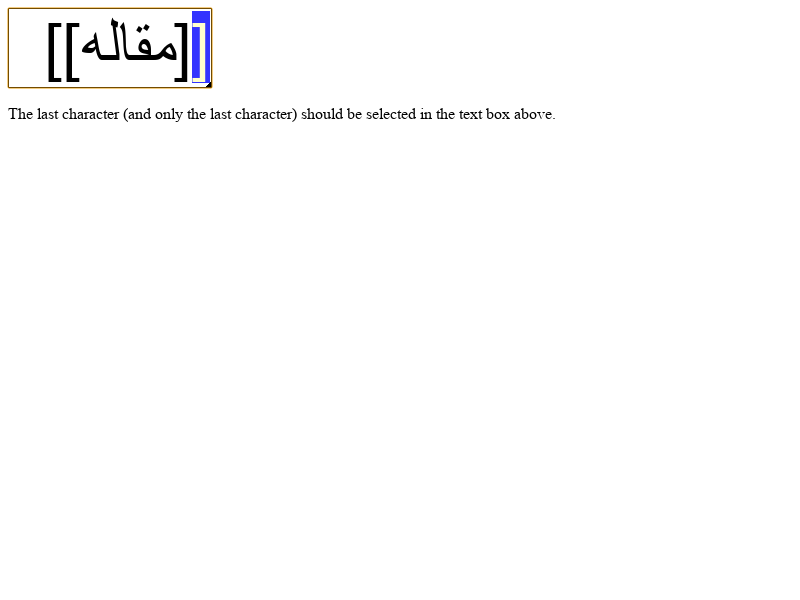 [[مقاله]]
The last character (and only the last character) should be selected in the text box above.